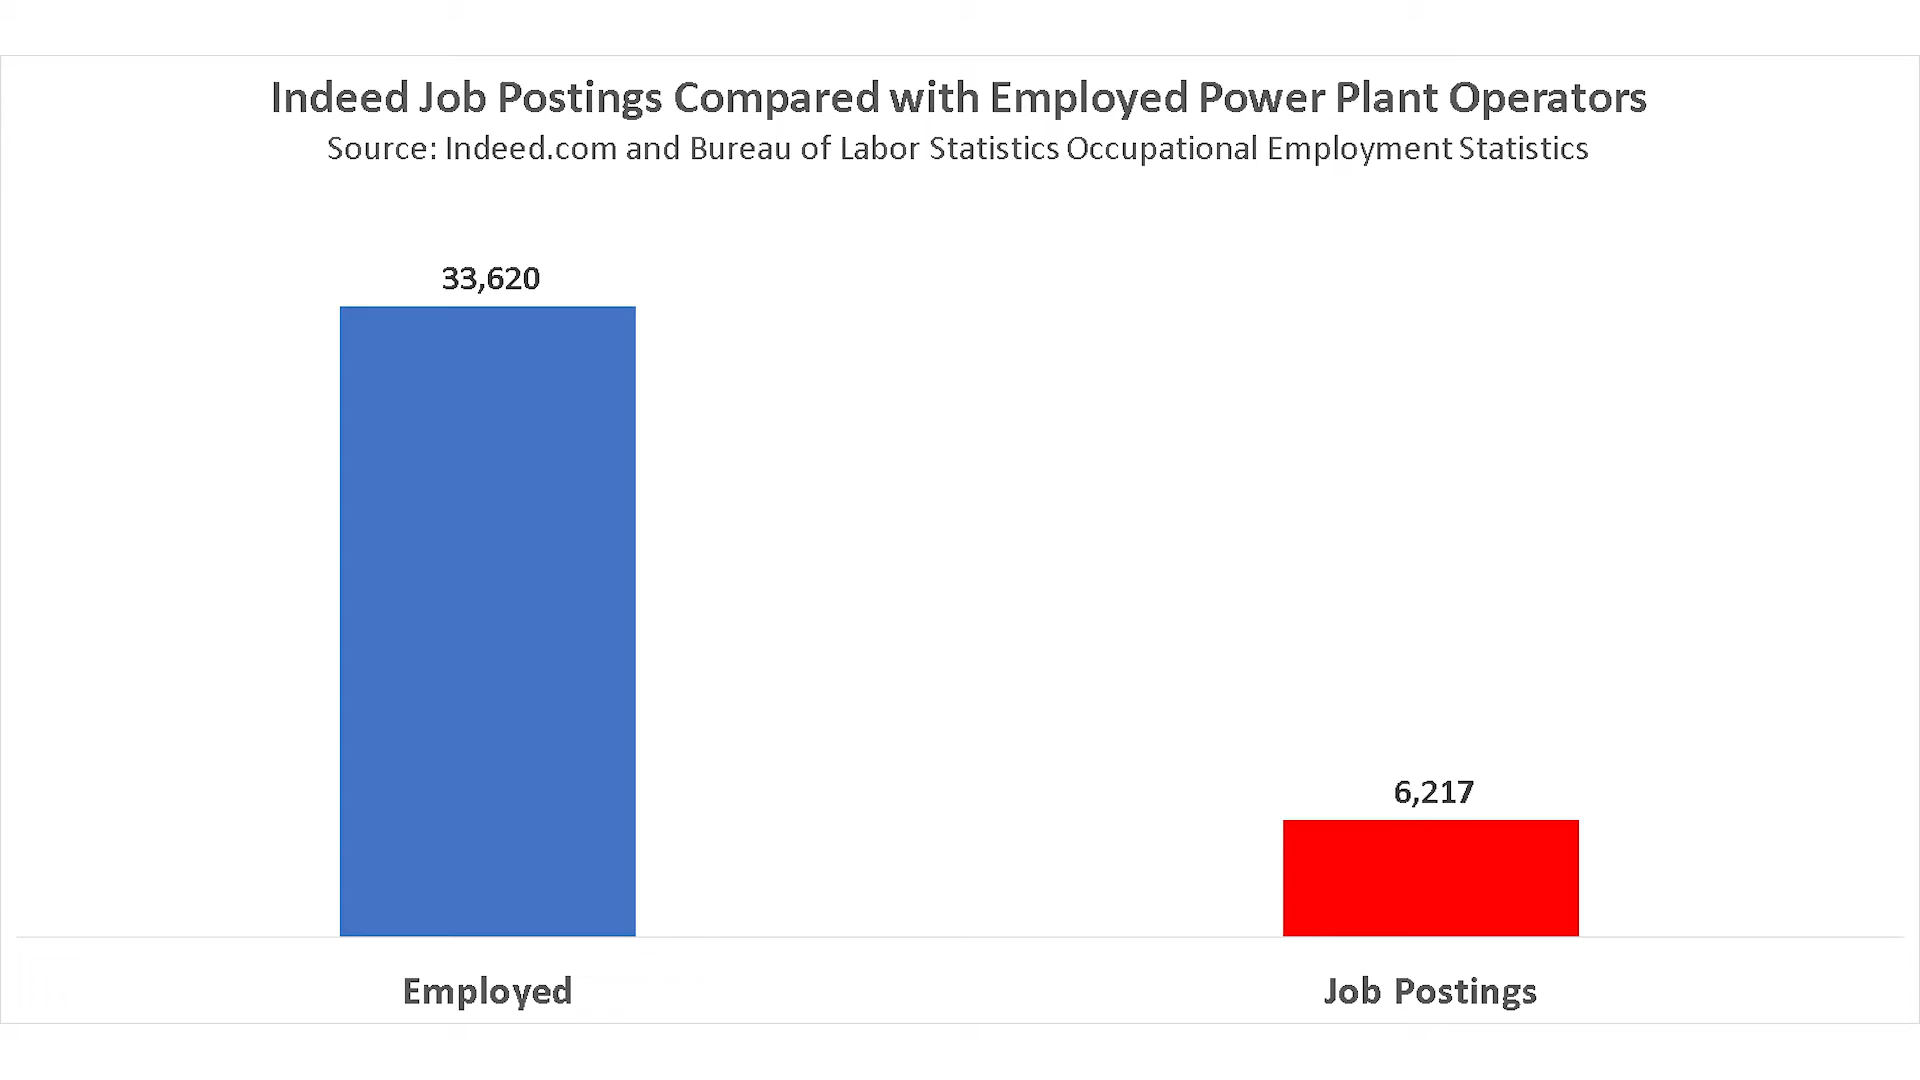 Indeed Job Postings Compared with Employed Power Plant Operators
Source: Indeed.com and Bureau of Labor Statistics Occupational Employment Statistics
33,620
6,217
Employed
Job Postings